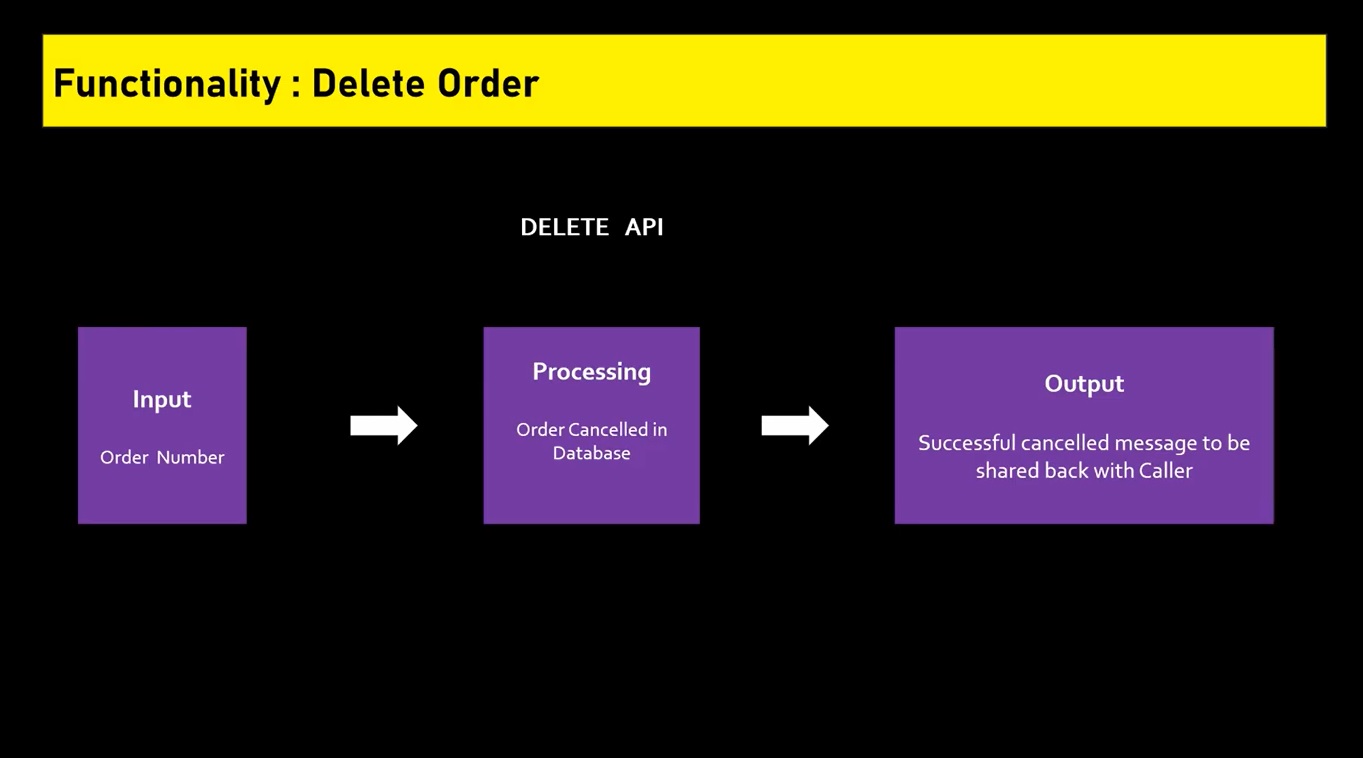 Functionality : Delete Order
DELETE API
Input
Order Number
Processing
Order Cancelled in
Database
Output
Successful cancelled message to be
shared back with Caller